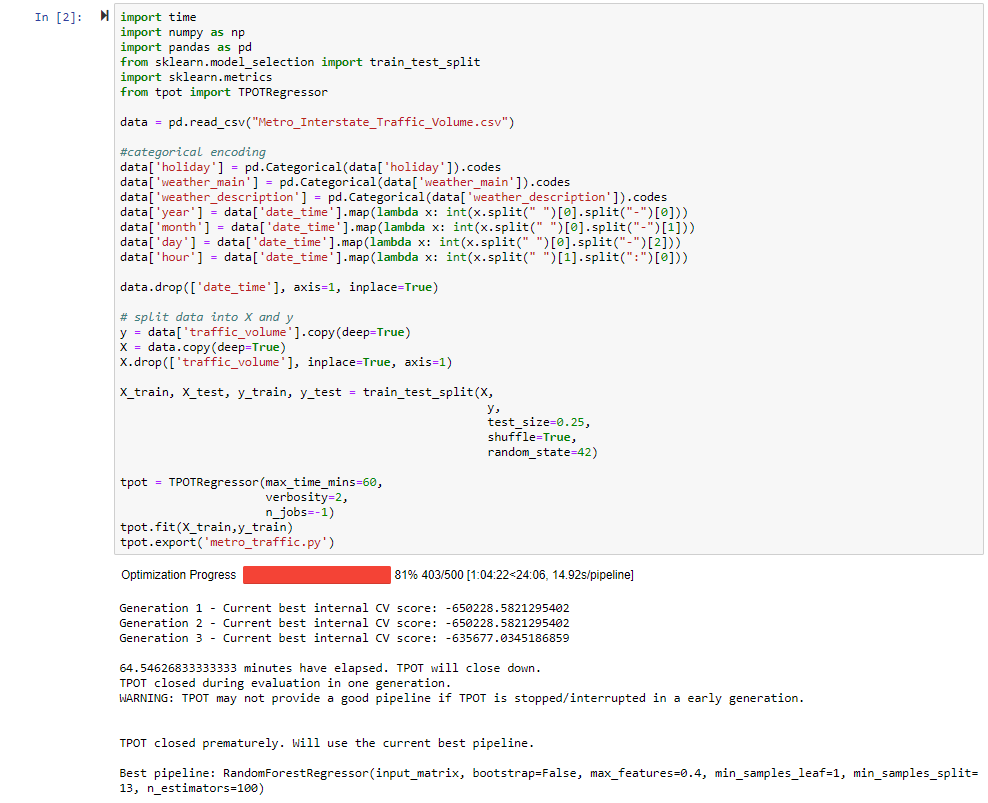 In [2]:
import time
import numpy as np
import pandas as pd
from sklearn.model_selection import train_test_split
import sklearn.metrics
from tpot import TPOTRegressor

data = pd.read_csv("Metro_Interstate_Traffic_Volume.csv")

#categorical encoding
data['holiday'] = pd.Categorical(data['holiday']).codes
data['weather_main'] = pd.Categorical(data['weather_main']).codes
data['weather_description'] = pd.Categorical(data['weather_description']).codes
data['year'] = data['date_time'].map(lambda x: int(x.split(" ")[0].split("-")[0]))
data['month'] = data['date_time'].map(lambda x: int(x.split(" ")[0].split("-")[1]))
data['day'] = data['date_time'].map(lambda x: int(x.split(" ")[0].split("-")[2]))
data['hour'] = data['date_time'].map(lambda x: int(x.split(" ")[1].split(":")[0]))

data.drop(['date_time'], axis=1, inplace=True)

# split data into X and y
y = data['traffic_volume'].copy(deep=True)
X = data.copy(deep=True)
X.drop(['traffic_volume'], inplace=True, axis=1)

X_train, X_test, y_train, y_test = train_test_split(X,
y,
test_size=0.25,
shuffle=True,
random_state=42)

tpot = TPOTRegressor(max_time_mins=60,
verbosity=2,
n_jobs=-1)
tpot.fit(X_train,y_train)
tpot.export('metro_traffic.py')

Optimization Progress 81% 403/500 [1:04:22<24:06, 14.92s/pipeline]

Generation 1 - Current best internal CV score: -650228.5821295402
Generation 2 - Current best internal CV score: -650228.5821295402
Generation 3 - Current best internal CV score: -635677.0345186859

64.54626833333333 minutes have elapsed. TPOT will close down.
TPOT closed during evaluation in one generation.
WARNING: TPOT may not provide a good pipeline if TPOT is stopped/interrupted in a early generation.

TPOT closed prematurely. Will use the current best pipeline.

Best pipeline: RandomForestRegressor(input_matrix, bootstrap=False, max_features=0.4, min_samples_leaf=1, min_samples_split=
13, n_estimators=100)